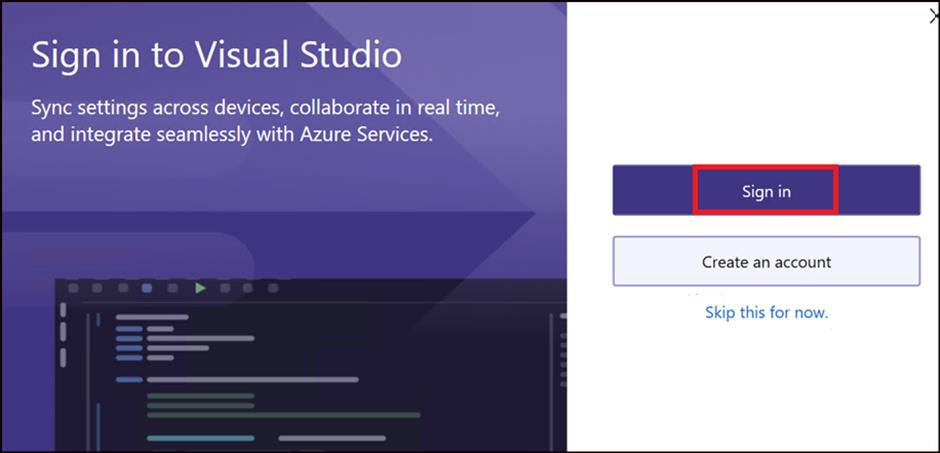 Sign in to Visual Studio
Sync settings across devices, collaborate in real time,
and integrate seamlessly with Azure Services.
Sign in
Create an account
Skip this for now.